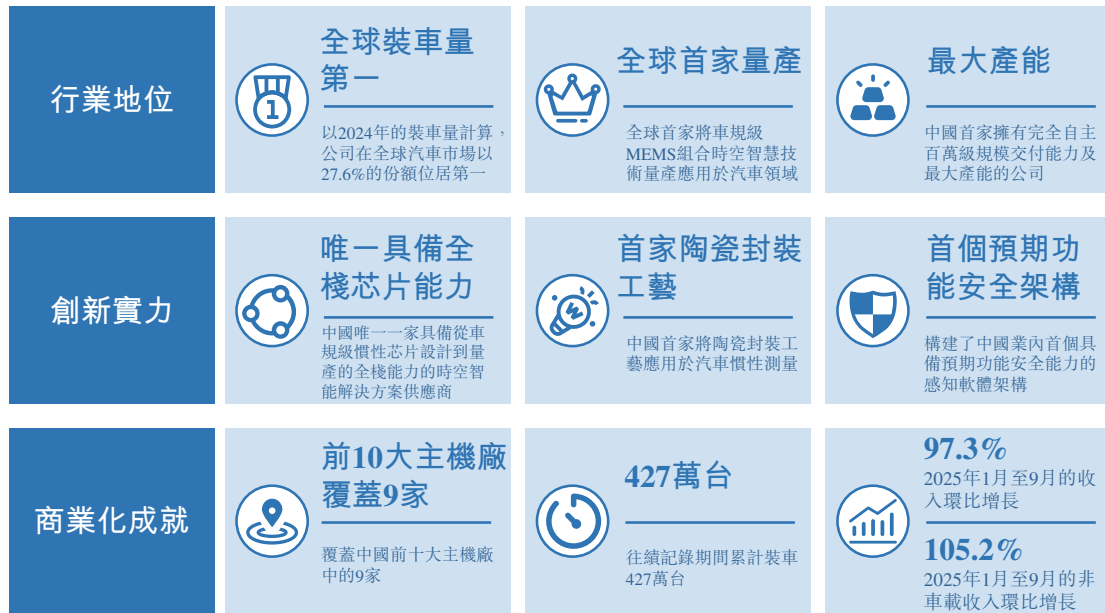 行業地位
1
全球裝車量
第一
以2024年的裝車量計算，
公司在全球汽車市場以
27.6%的份額位居第一
全球首家量產
全球首家將車規級
MEMS組合時空智慧技
術量產應用於汽車領域
最大產能
中國首家擁有完全自主
百萬級規模交付能力及
最大產能的公司
創新實力
唯一具備全
棧芯片能力
中國唯一一家具備從車
規級慣性芯片設計到量
產的全棧能力的時空智
能解決方案供應商
首家陶瓷封裝
工藝
中國首家將陶瓷封裝工
藝應用於汽車慣性測量
首個預期功
能安全架構
構建了中國業內首個具
備預期功能安全能力的
感知軟體架構
商業化成就
前10大主機廠
覆蓋9家
覆蓋中國前十大主機廠
中的9家
427萬台
往績記錄期間累計裝車
427萬台
97.3%
2025年1月至9月的收
入環比增長
105.2%
2025年1月至9月的非
車載收入環比增長